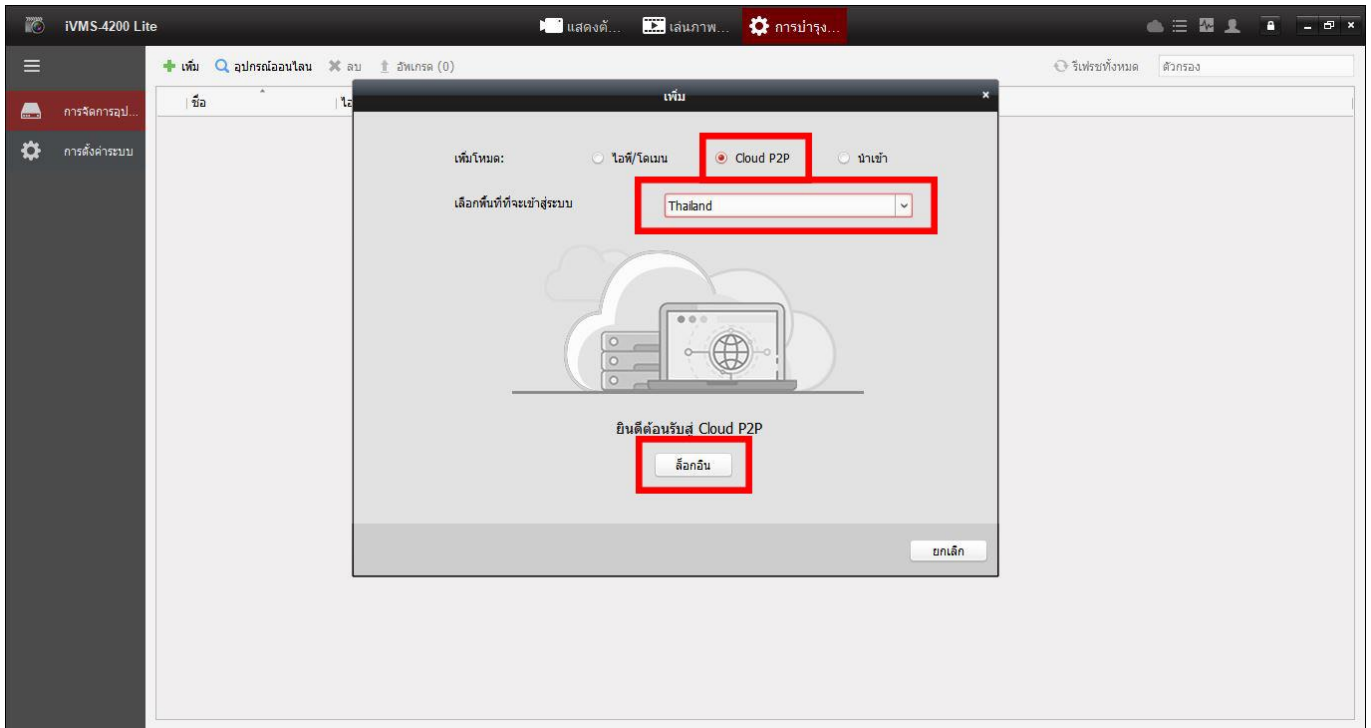 iVMS-4200 Lite
แสดงตั...
เล่นภาพ...
การบำรุง...
เพิ่ม
อุปกรณ์ออนไลน
ลบ
อัพเกรด (0)
รีเฟรชทั้งหมด
ตัวกรอง
การจัดการอุป...
การตั้งค่าระบบ
ชื่อ
ไอ
เพิ่ม
เพิ่มโหมด:
ไอพี/โดเมน
Cloud P2P
นำเข้า
เลือกพื้นที่ที่จะเข้าสู่ระบบ
Thailand
ยินดีต้อนรับสู่ Cloud P2P
ล็อกอิน
ยกเลิก